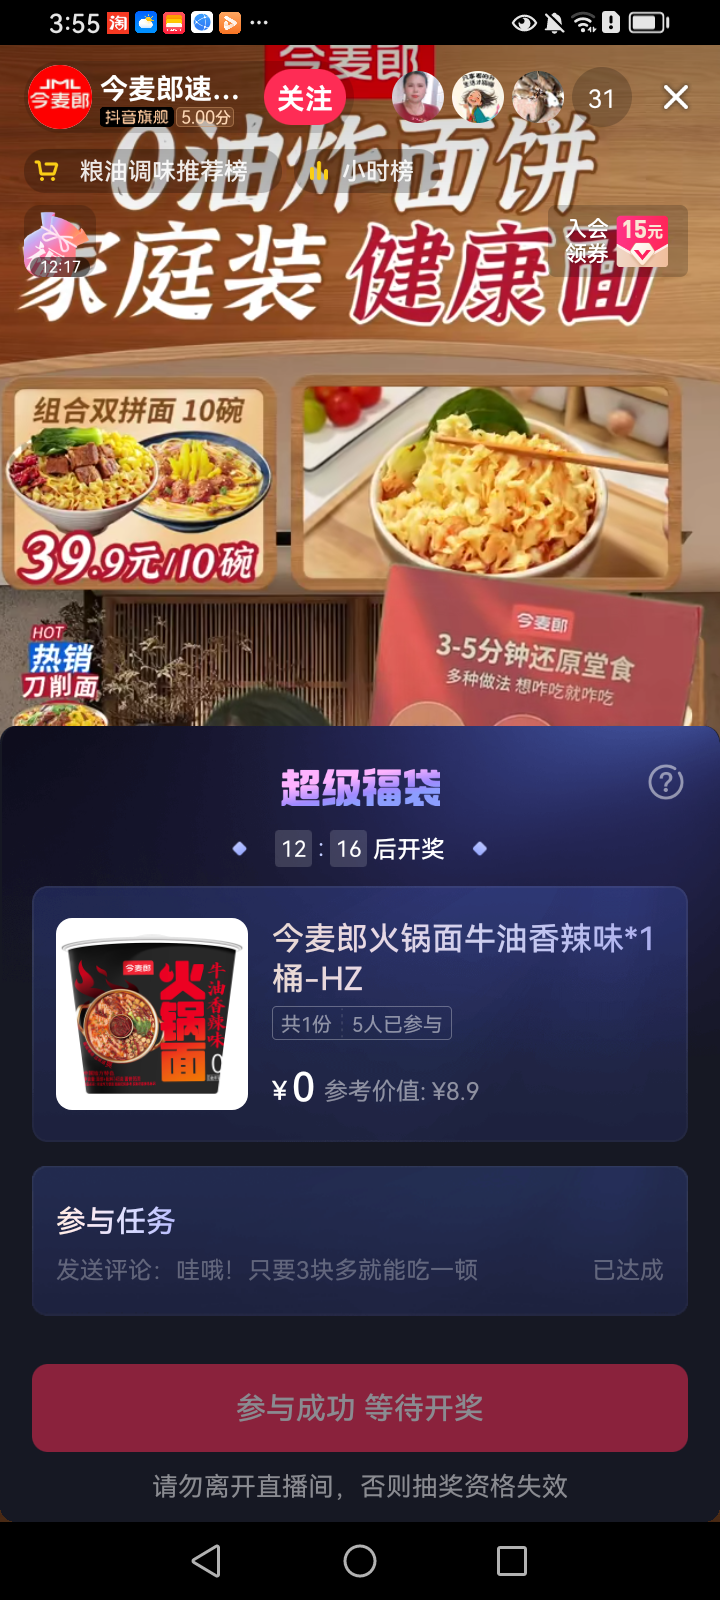 3:55
淘
今麦郎
JML
今麦郎
今麦郎速...
抖音旗舰 5.00分
关注
31
0油炸面饼
粮油调味推荐榜
小时榜
12:17
入会
领券
15元
家庭装 健康面
组合双拼面 10碗
39.9元/10碗
HOT
热销
刀削面
今麦郎
3-5分钟还原堂食
多种做法 想咋吃就咋吃
超级福袋
12 : 16 后开奖
今麦郎火锅面牛油香辣味*1
桶-HZ
共1份 5人已参与
¥0 参考价值: ¥8.9
今麦郎
火锅面
牛油香辣味
参与任务
发送评论：哇哦！只要3块多就能吃一顿
已达成
参与成功 等待开奖
请勿离开直播间，否则抽奖资格失效